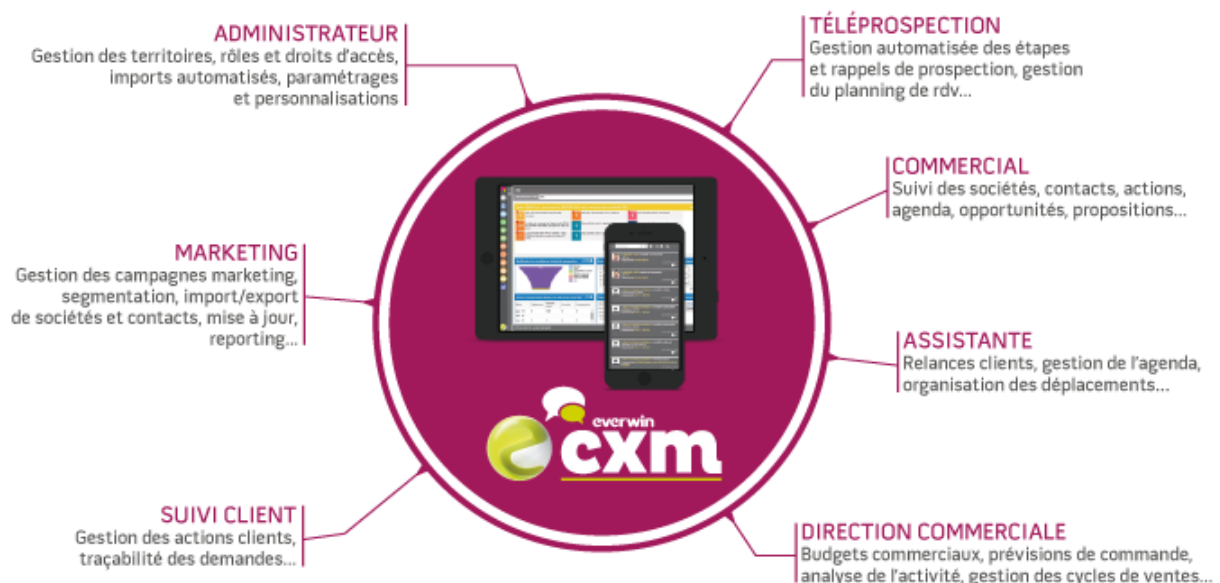 ADMINISTRATEUR
Gestion des territoires, rôles et droits d'accès,
imports automatisés, paramétrages
et personnalisations
TÉLÉPROSPECTION
Gestion automatisée des étapes
et rappels de prospection, gestion
du planning de rdv...
COMMERCIAL
Suivi des sociétés, contacts, actions,
agenda, opportunités, propositions...
MARKETING
Gestion des campagnes marketing,
segmentation, import/export
de sociétés et contacts, mise à jour,
reporting...
ASSISTANTE
Relances clients, gestion de l'agenda,
organisation des déplacements...
everwin
cxm
SUIVI CLIENT
Gestion des actions clients,
traçabilité des demandes...
DIRECTION COMMERCIALE
Budgets commerciaux, prévisions de commande,
analyse de l'activité, gestion des cycles de ventes...